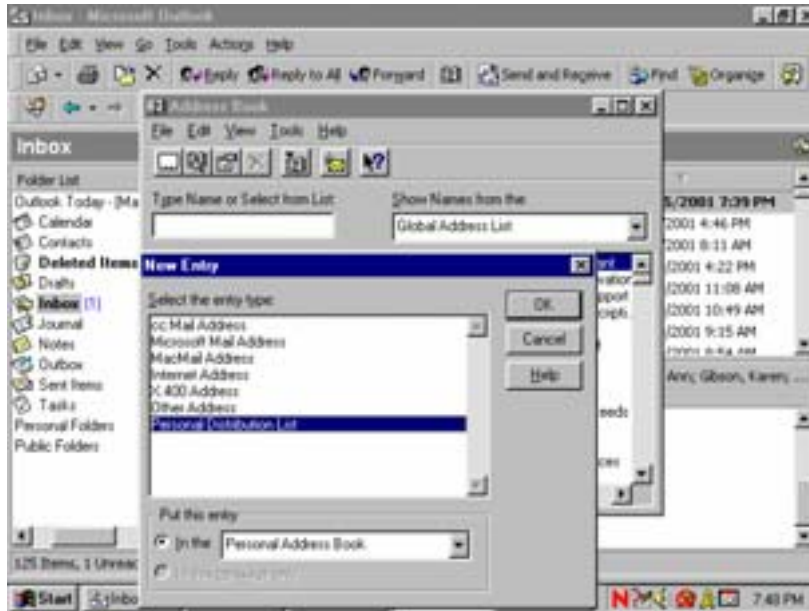 Inbox - Microsoft Outlook
File Edit View Go Tools Actions Help
Reply Reply to All Forward Send and Receive Find Organize
Address Book
File Edit View Tools Help
Inbox
Folder List
Type Name or Select from List:
Show Names from the:
Global Address List
Outlook Today - [Ma
Calendar
Contacts
Deleted Items
Drafts
Inbox (1)
Journal
Notes
Outbox
Sent Items
Tasks
Personal Folders
Public Folders
5/2001 7:39 PM
/2001 4:46 PM
/2001 8:11 AM
/2001 4:22 PM
/2001 11:08 AM
/2001 10:49 AM
/2001 9:15 AM
Ann; Gibson, Karen; ...
New Entry
Select the entry type:
cc:Mail Address
Microsoft Mail Address
MacMail Address
Internet Address
X.400 Address
Other Address
Personal Distribution List
OK
Cancel
Help
Put this entry
In the Personal Address Book
eeds
ces
125 Items, 1 Unread
Start Inbo
7:43 PM